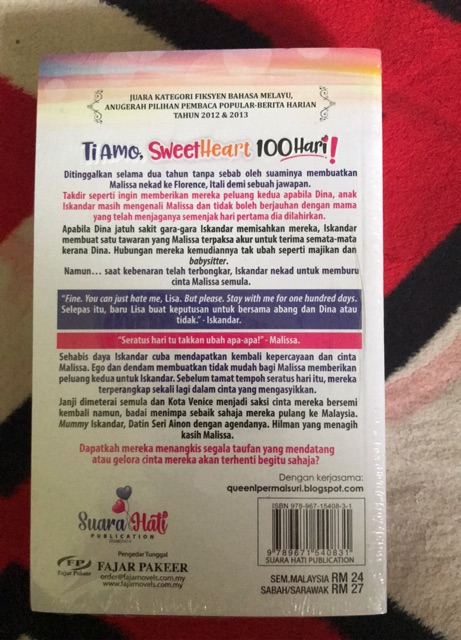 JUARA KATEGORI FIKSYEN BAHASA MELAYU,
ANUGERAH PILIHAN PEMBACA POPULAR-BERITA HARIAN
TAHUN 2012 & 2013
Ti Amo, SweetHeart 100 Hari!
Ditinggalkan selama dua tahun tanpa sebab oleh suaminya membuatkan
Malissa nekad ke Florence, Itali demi sebuah jawapan.
Takdir seperti ingin memberikan mereka peluang kedua apabila Dina, anak
Iskandar masih mengenali Malissa dan tidak boleh berjauhan dengan mama
yang telah menjaganya semenjak hari pertama dia dilahirkan.
Apabila Dina jatuh sakit gara-gara Iskandar memisahkan mereka, Iskandar
membuat satu tawaran yang Malissa terpaksa akur untuk terima semata-mata
kerana Dina. Hubungan mereka kemudiannya tak ubah seperti majikan dan
babysitter.
Namun... saat kebenaran telah terbongkar, Iskandar nekad untuk memburu
cinta Malissa semula.
"Fine. You can just hate me, Lisa. But please. Stay with me for one hundred days.
Selepas itu, baru Lisa buat keputusan untuk bersama abang dan Dina atau
tidak." - Iskandar.
"Seratus hari tu takkan ubah apa-apa!" - Malissa.
Sehabis daya Iskandar cuba mendapatkan kembali kepercayaan dan cinta
Malissa. Ego dan dendam membuatkan tidak mudah bagi Malissa memberikan
peluang kedua untuk Iskandar. Sebelum tamat tempoh seratus hari itu, mereka
terperangkap sekali lagi dalam cinta yang mengasyikkan.
Janji dimeterai semula dan Kota Venice menjadi saksi cinta mereka bersemi
kembali namun, badai menimpa sebaik sahaja mereka pulang ke Malaysia.
Mummy Iskandar, Datin Seri Ainon dengan agendanya. Hilman yang menagih
kasih Malissa.
Dapatkah mereka menangkis segala taufan yang mendatang
atau gelora cinta mereka akan terhenti begitu sahaja?
Dengan kerjasama:
queenlpermaisuri.blogspot.com
ISBN 978-967-15408-3-1
9 789671 540831
SUARA HATI PUBLICATION
Suara Hati
PUBLICATION
Pengedar Tunggal
FP
Fajar Pakeer
FAJAR PAKEER
order@fajarnovels.com.my
www.fajarnovels.com.my
SEM.MALAYSIA RM 24
SABAH/SARAWAK RM 27